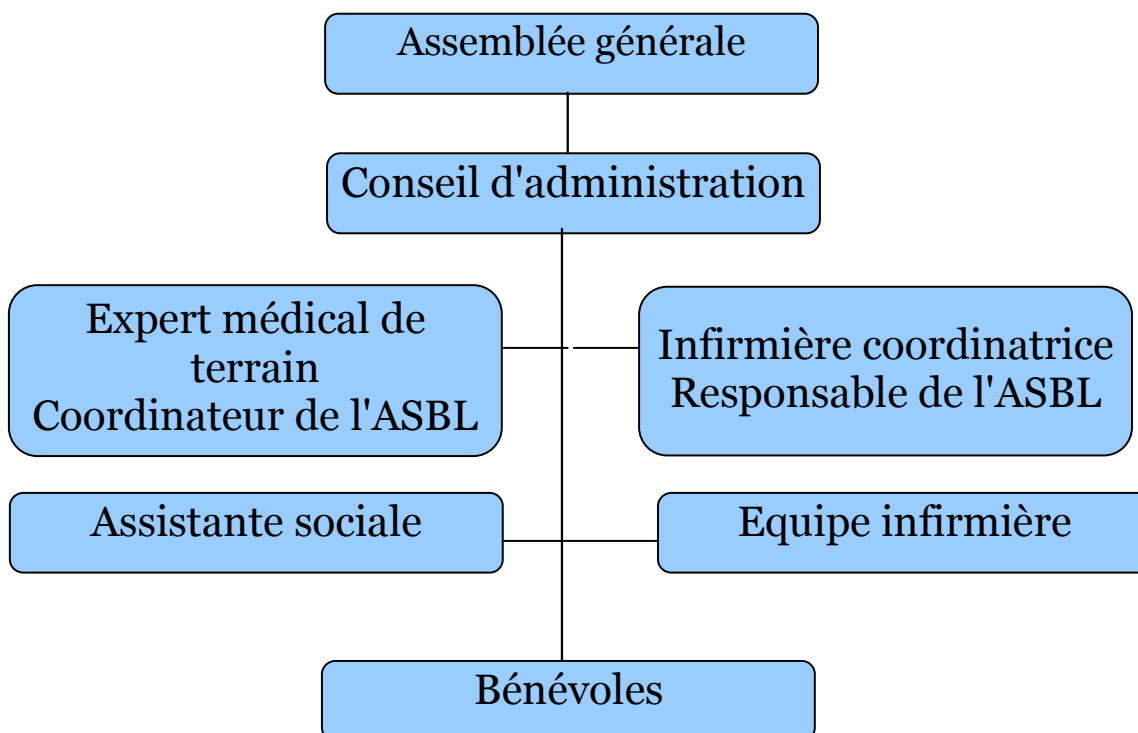 Assemblée générale
Conseil d'administration
Expert médical de
terrain
Coordinateur de l'ASBL
Infirmière coordinatrice
Responsable de l'ASBL
Assistante sociale
Equipe infirmière
Bénévoles